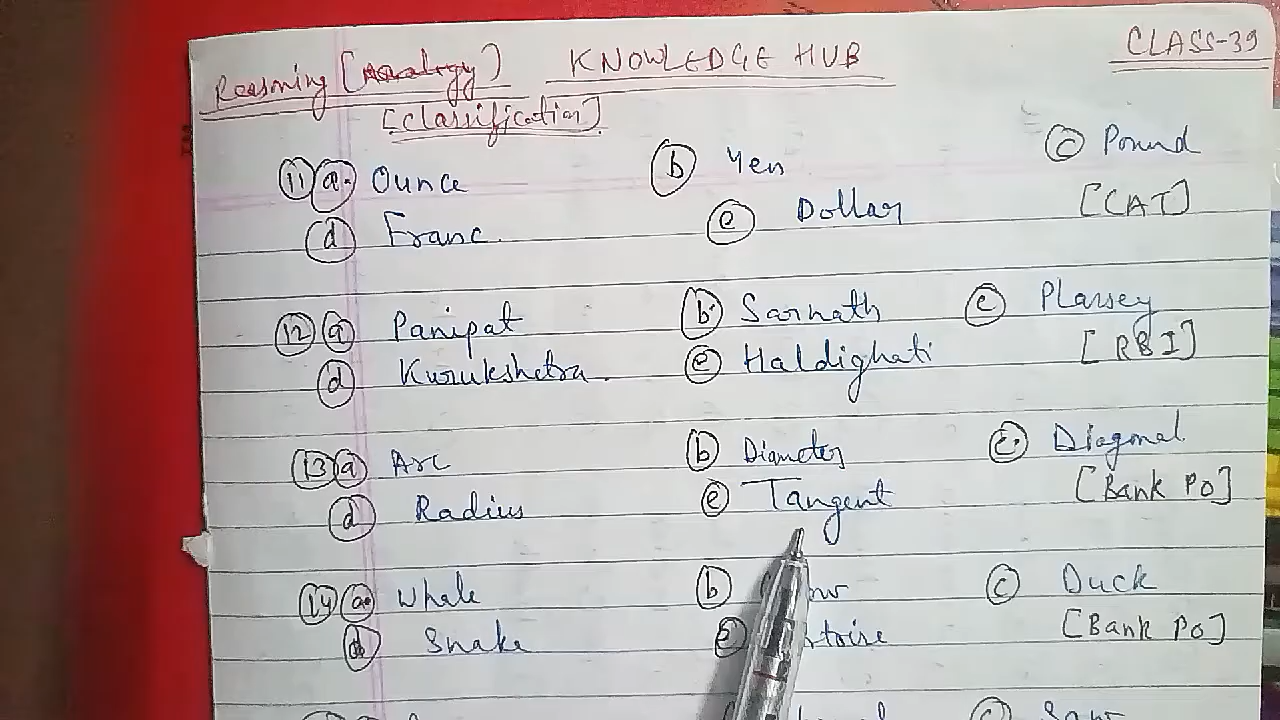 Reasoning [Analogy] KNOWLEDGE HUB CLASS-39
[Classification]
11 a Ounce b Yen c Pound
d Franc. e Dollar [CAT]
12 a Panipat b Sarnath c Plassey
d Kurukshetra. e Haldighati [RBI]
13 a Arc b Diameter c Diagonal
d Radius e Tangent [Bank PO]
14 a Whale b c Duck
d Snake e [Bank PO]